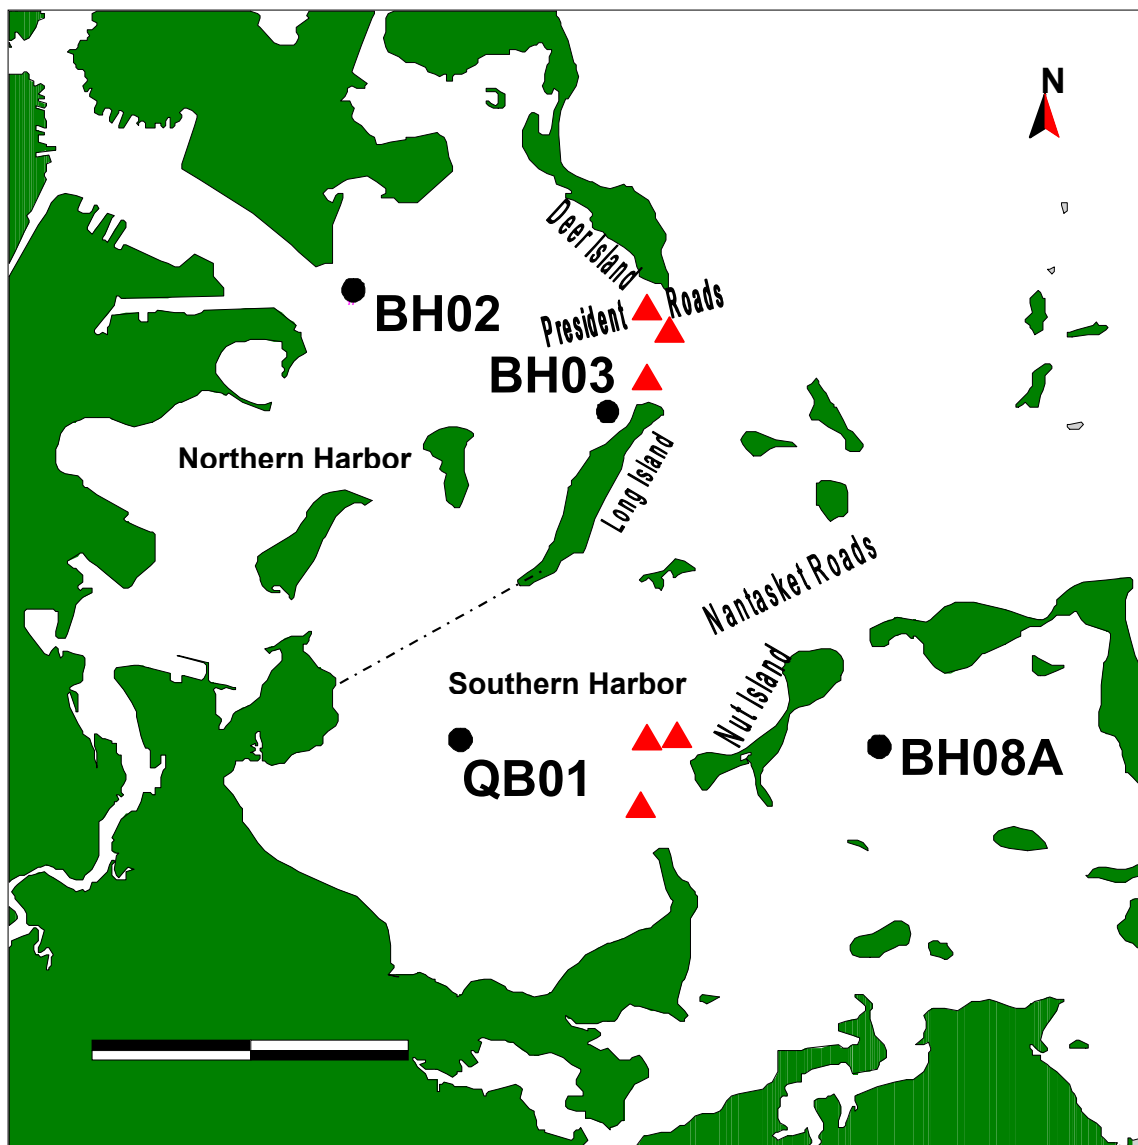 N
Deer Island
President Roads
BH02
BH03
Northern Harbor
Long Island
Nantasket Roads
Southern Harbor
Nut Island
QB01
BH08A